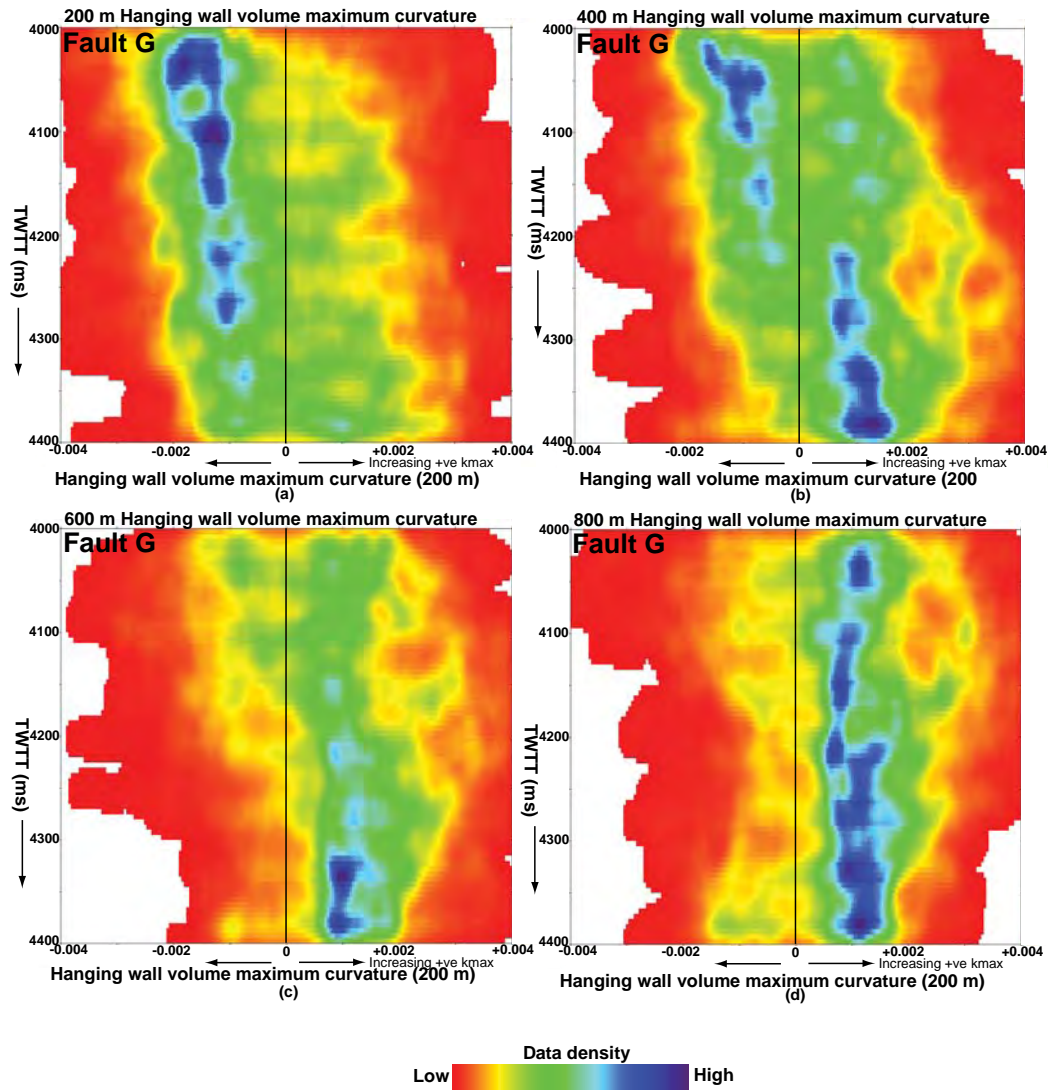 200 m Hanging wall volume maximum curvature
Fault G
4000
4100
4200
4300
4400
TWTT (ms)
-0.004
-0.002
0
+0.002
+0.004
Increasing +ve kmax
Hanging wall volume maximum curvature (200 m)
(a)
400 m Hanging wall volume maximum curvature
Fault G
4000
4100
4200
4300
4400
TWTT (ms)
-0.004
-0.002
0
+0.002
+0.004
Increasing +ve kmax
Hanging wall volume maximum curvature (200
(b)
600 m Hanging wall volume maximum curvature
Fault G
4000
4100
4200
4300
4400
TWTT (ms)
-0.004
-0.002
0
+0.002
+0.004
Increasing +ve kmax
Hanging wall volume maximum curvature (200 m)
(c)
800 m Hanging wall volume maximum curvature
Fault G
4000
4100
4200
4300
4400
TWTT (ms)
-0.004
-0.002
0
+0.002
+0.004
Increasing +ve kmax
Hanging wall volume maximum curvature (200 m)
(d)
Data density
Low High